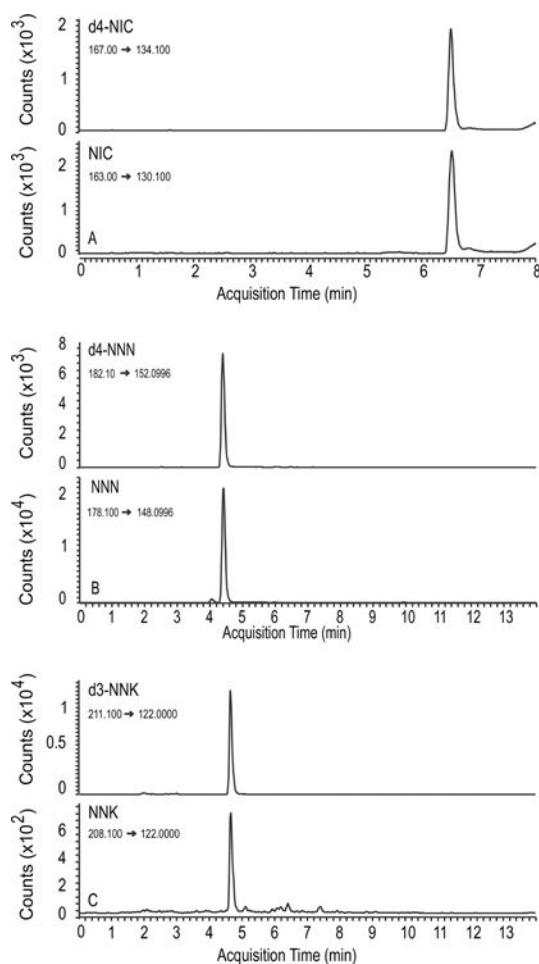 d4-NIC
167.00 → 134.100
Counts (x10³)
2
1
0
NIC
163.00 → 130.100
Counts (x10³)
2
1
0
A
0 1 2 3 4 5 6 7 8
Acquisition Time (min)
d4-NNN
182.10 → 152.0996
Counts (x10³)
8
6
4
2
0
NNN
178.100 → 148.0996
Counts (x10⁴)
2
1
0
B
0 1 2 3 4 5 6 7 8 9 10 11 12 13
Acquisition Time (min)
d3-NNK
211.100 → 122.0000
Counts (x10⁴)
1
0.5
0
NNK
208.100 → 122.0000
Counts (x10²)
6
4
2
0
C
0 1 2 3 4 5 6 7 8 9 10 11 12 13
Acquisition Time (min)